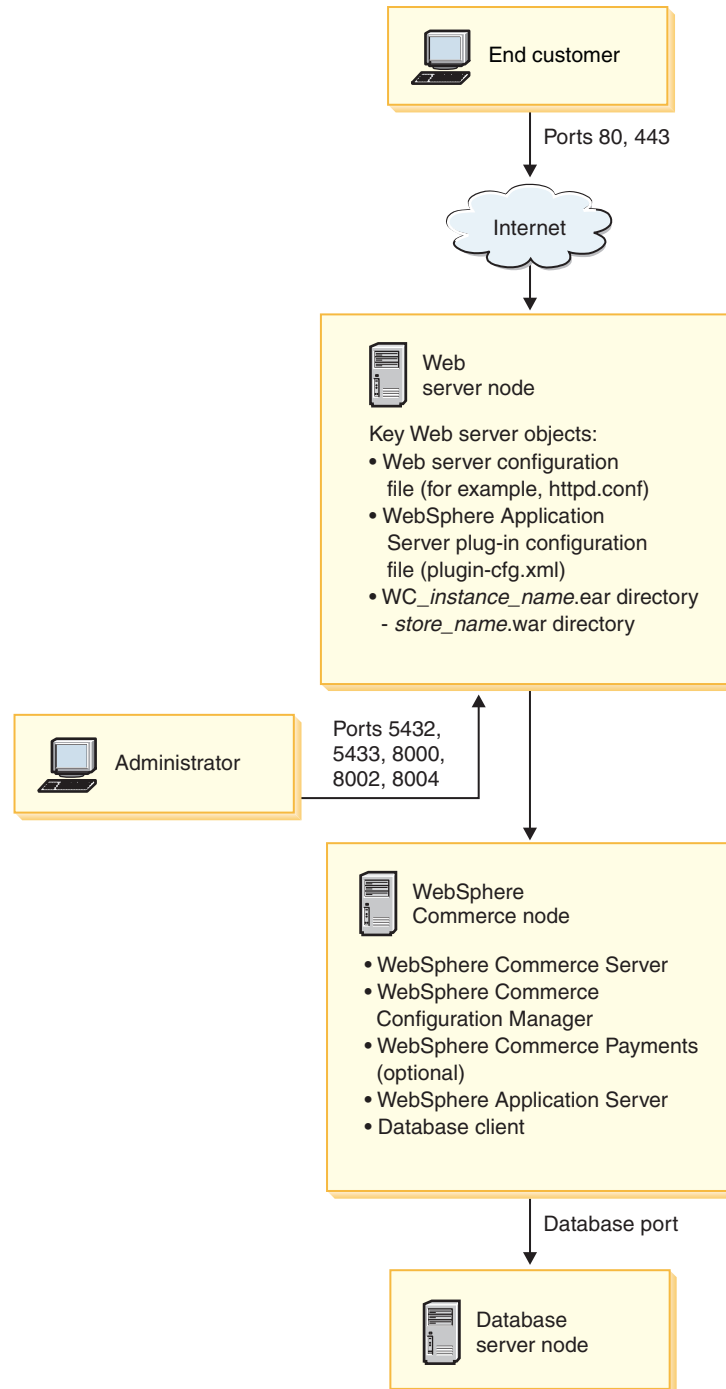 End customer
Ports 80, 443
Internet
Web
server node
Key Web server objects:
• Web server configuration
file (for example, httpd.conf)
• WebSphere Application
Server plug-in configuration
file (plugin-cfg.xml)
• WC_instance_name.ear directory
- store_name.war directory
Ports 5432,
5433, 8000,
8002, 8004
Administrator
WebSphere
Commerce node
• WebSphere Commerce Server
• WebSphere Commerce
Configuration Manager
• WebSphere Commerce Payments
(optional)
• WebSphere Application Server
• Database client
Database port
Database
server node